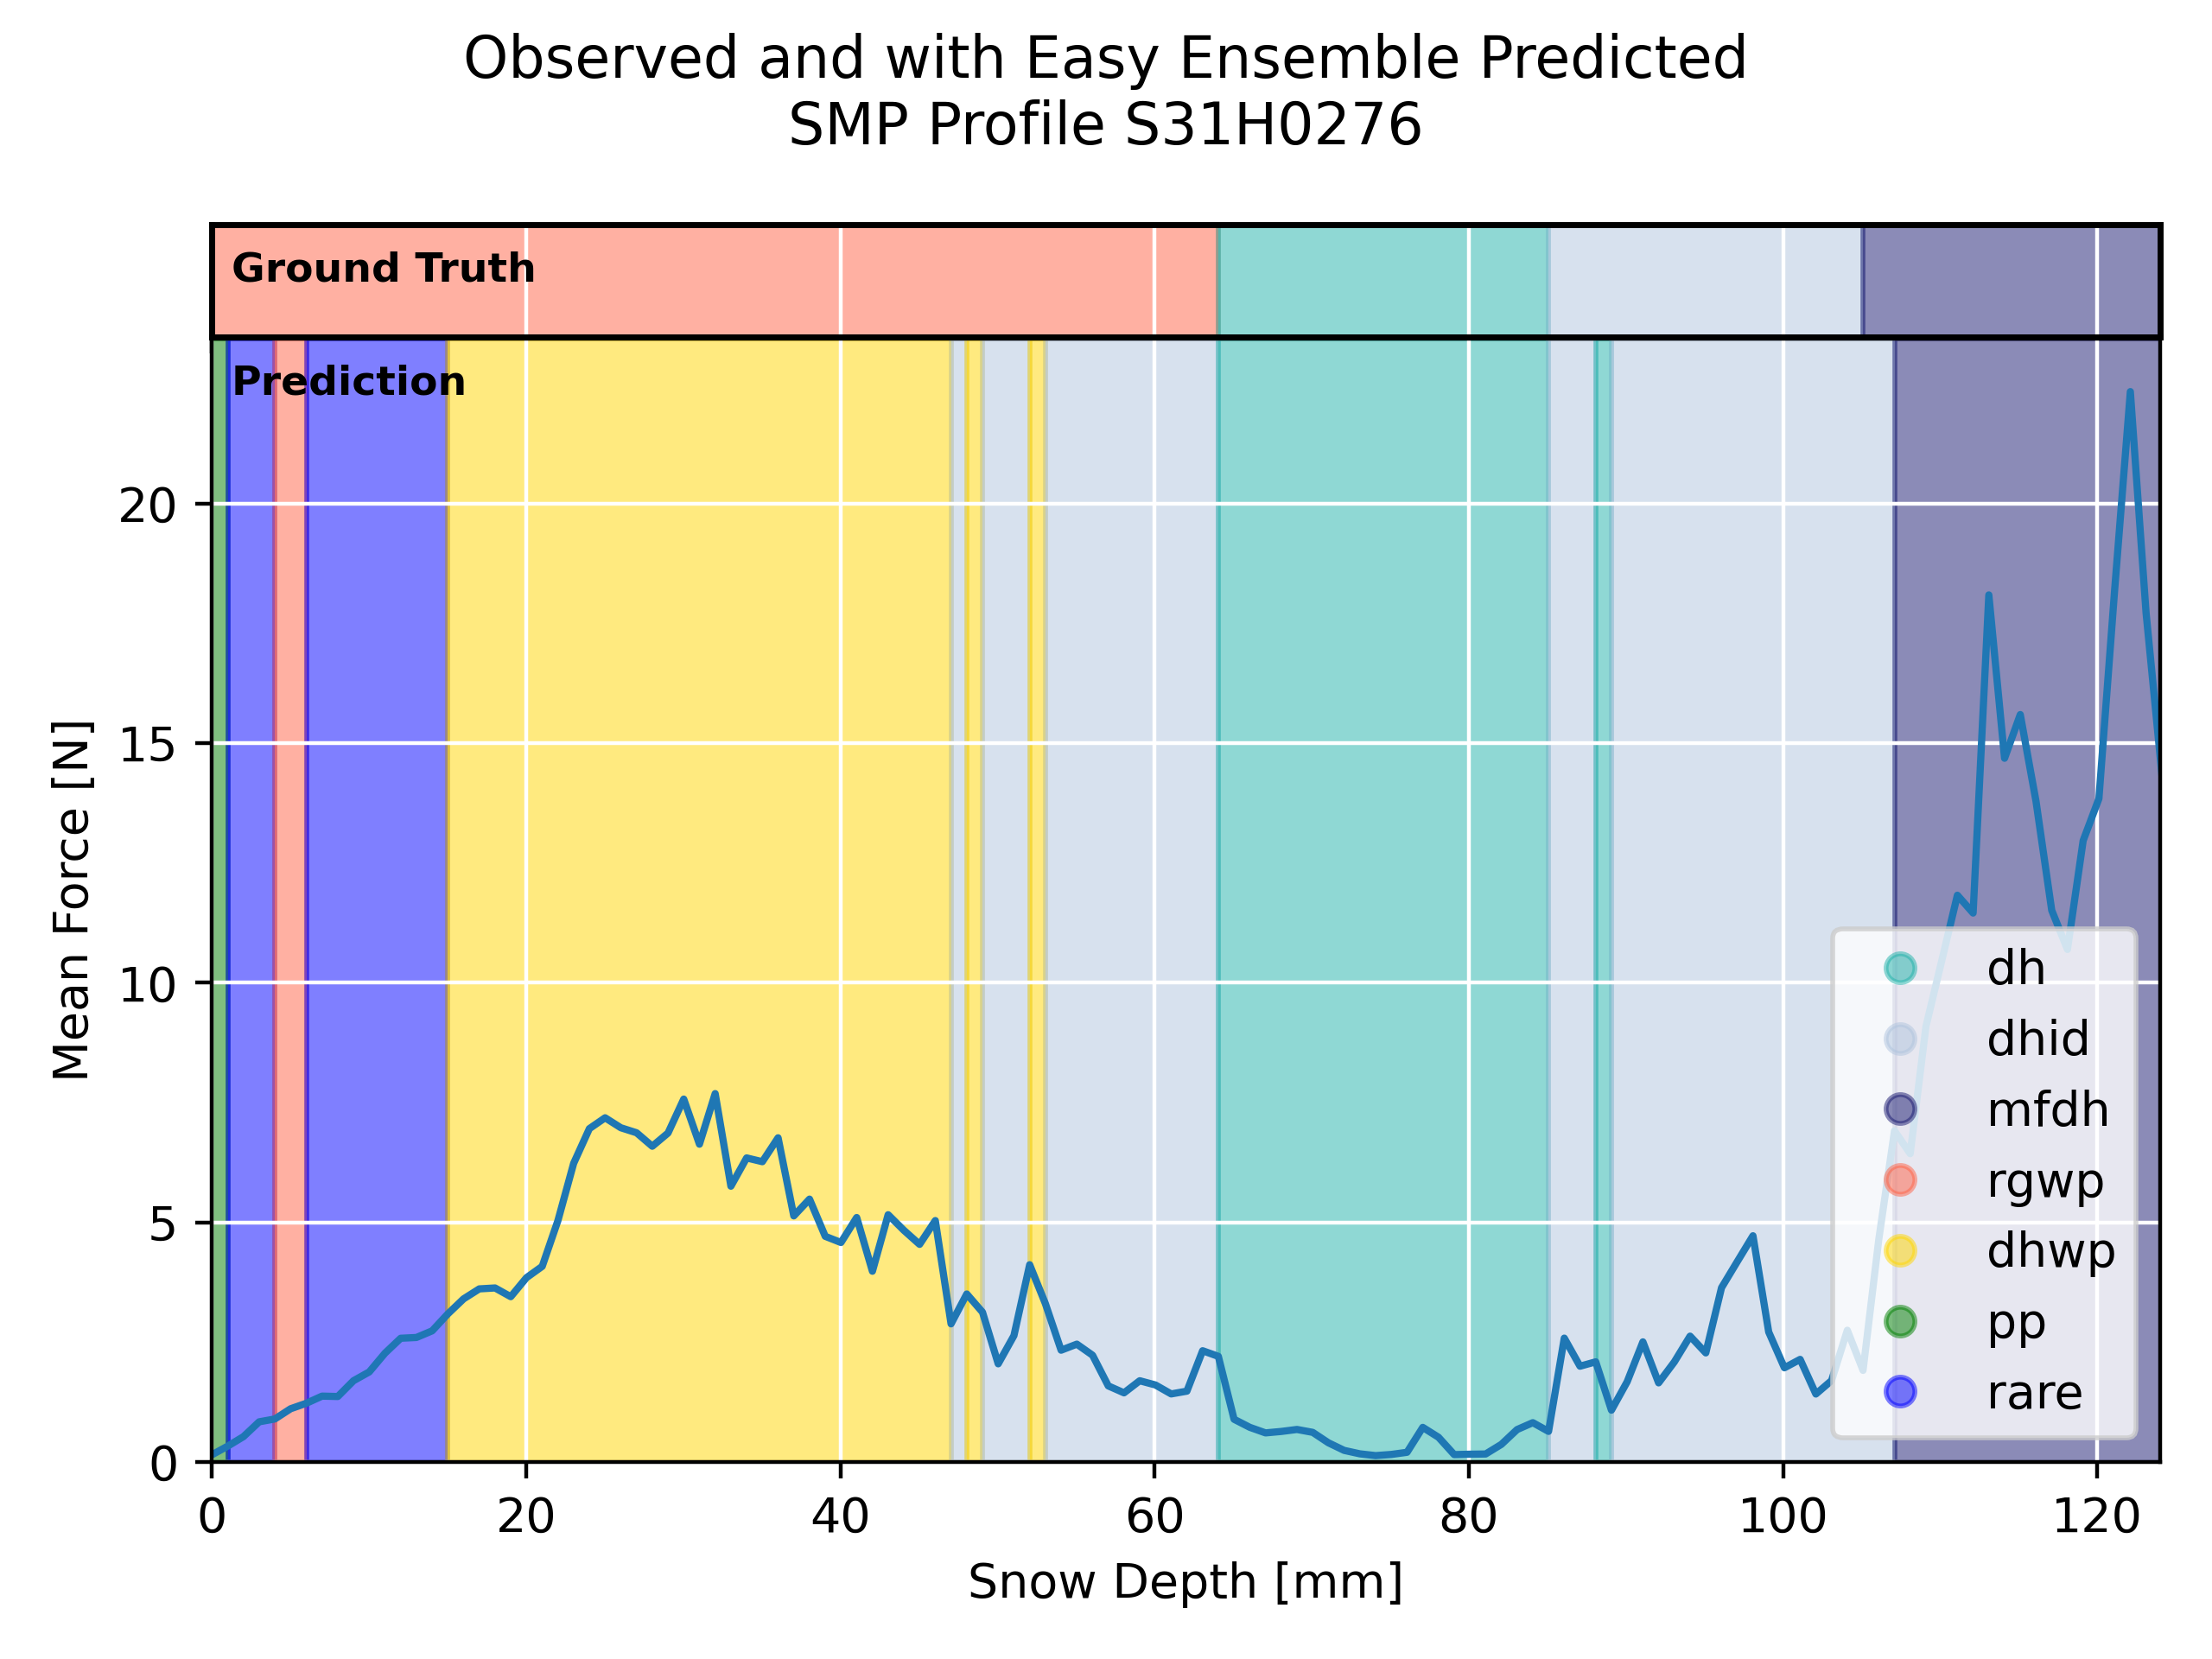 Observed and with Easy Ensemble Predicted
SMP Profile S31H0276
Ground Truth
Prediction
20
15
10
5
0
Mean Force [N]
dh
dhid
mfdh
rgwp
dhwp
pp
rare
0 20 40 60 80 100 120
Snow Depth [mm]